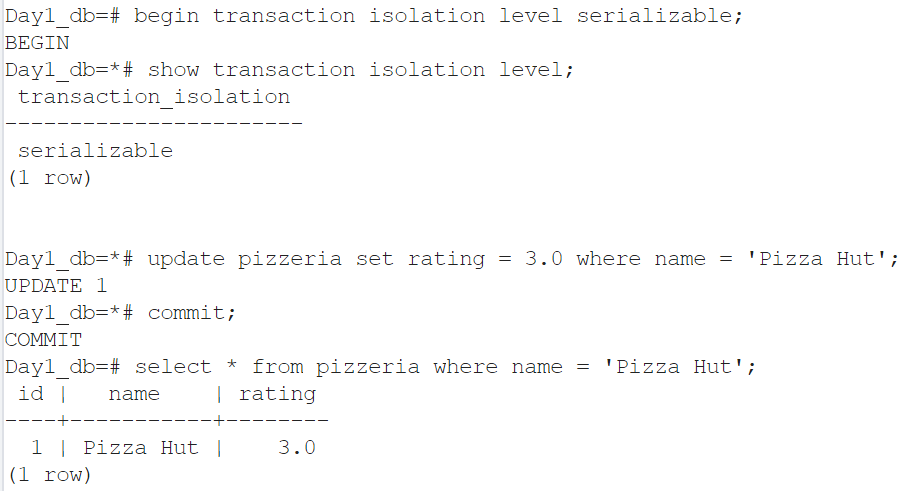 Day1_db=# begin transaction isolation level serializable;
BEGIN
Day1_db=*# show transaction isolation level;
 transaction_isolation
-----------------------
 serializable
(1 row)
Day1_db=*# update pizzeria set rating = 3.0 where name = 'Pizza Hut';
UPDATE 1
Day1_db=*# commit;
COMMIT
Day1_db=# select * from pizzeria where name = 'Pizza Hut';
 id |   name    | rating
----+-----------+--------
  1 | Pizza Hut |    3.0
(1 row)